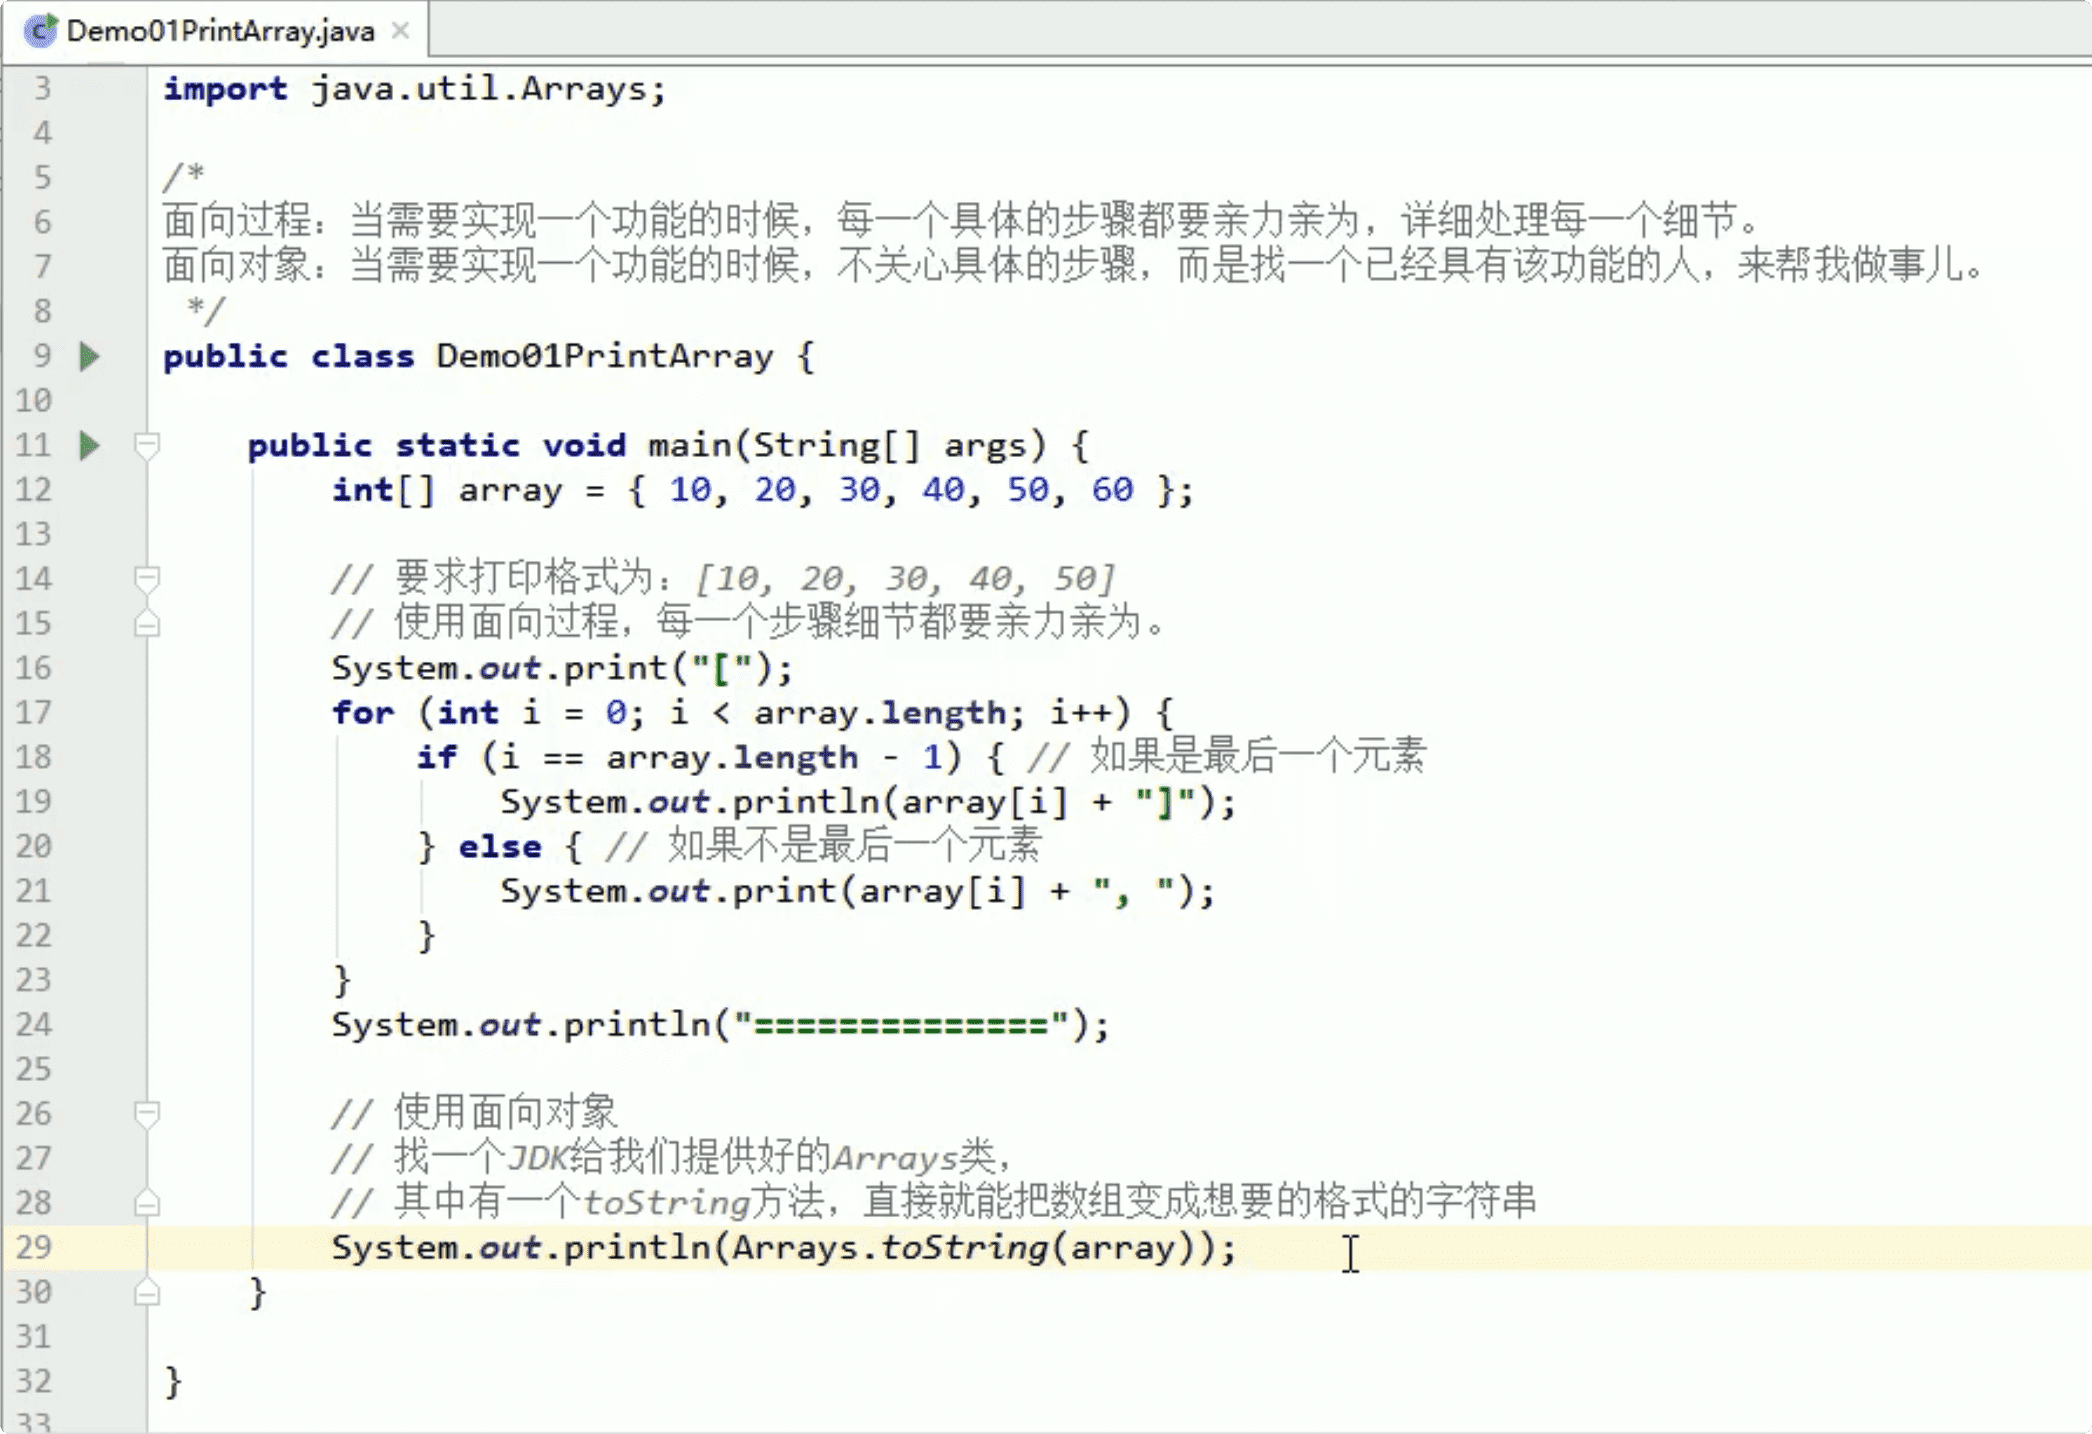 Demo01PrintArray.java
3 import java.util.Arrays;
4
5 /*
6 面向过程：当需要实现一个功能的时候，每一个具体的步骤都要亲力亲为，详细处理每一个细节。
7 面向对象：当需要实现一个功能的时候，不关心具体的步骤，而是找一个已经具有该功能的人，来帮我做事儿。
8 */
9 public class Demo01PrintArray {
10
11 public static void main(String[] args) {
12 int[] array = { 10, 20, 30, 40, 50, 60 };
13
14 // 要求打印格式为：[10, 20, 30, 40, 50]
15 // 使用面向过程，每一个步骤细节都要亲力亲为。
16 System.out.print("[");
17 for (int i = 0; i < array.length; i++) {
18 if (i == array.length - 1) { // 如果是最后一个元素
19 System.out.println(array[i] + "]");
20 } else { // 如果不是最后一个元素
21 System.out.print(array[i] + ", ");
22 }
23 }
24 System.out.println("==============");
25
26 // 使用面向对象
27 // 找一个JDK给我们提供好的Arrays类，
28 // 其中有一个toString方法，直接就能把数组变成想要的格式的字符串
29 System.out.println(Arrays.toString(array));
30 }
31
32 }
33